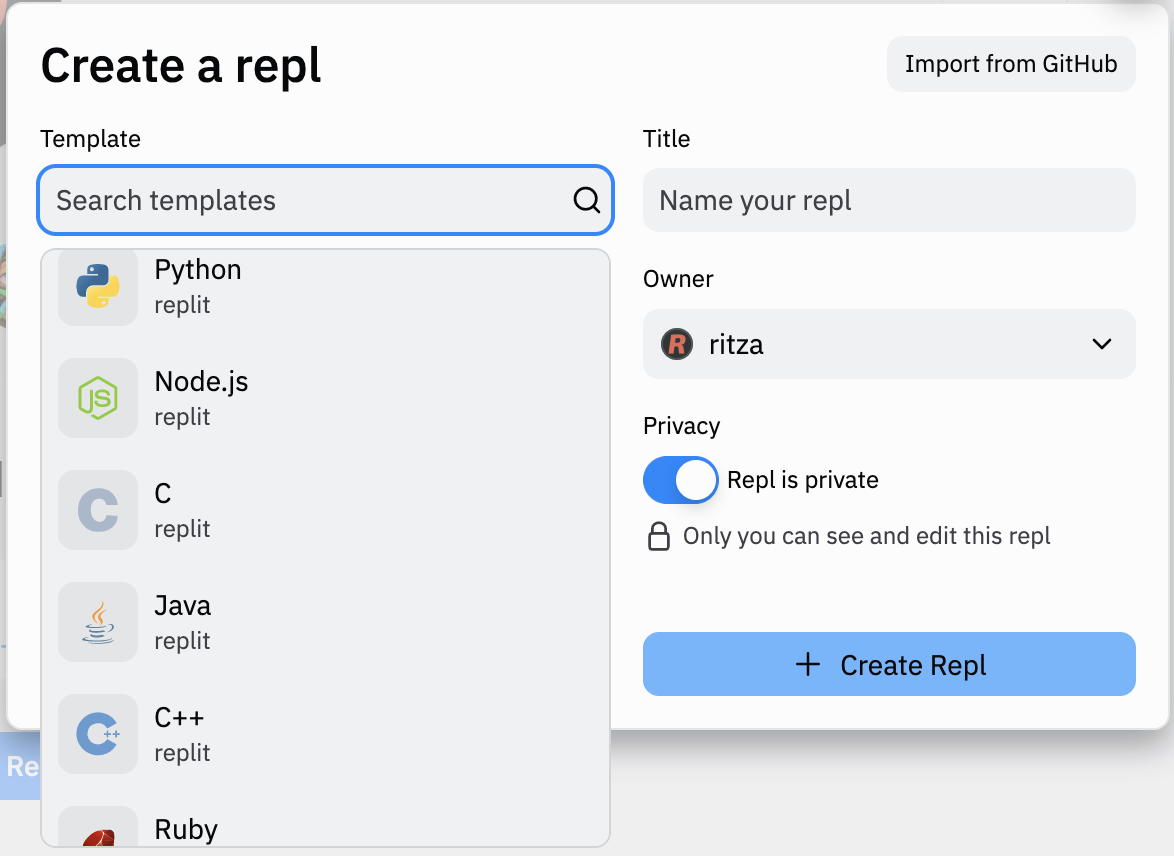 Create a repl
Import from GitHub
Template
Search templates
Python
replit
Node.js
replit
C
replit
Java
replit
C++
replit
Ruby
Title
Name your repl
Owner
R ritza
Privacy
Repl is private
Only you can see and edit this repl
+ Create Repl
Re